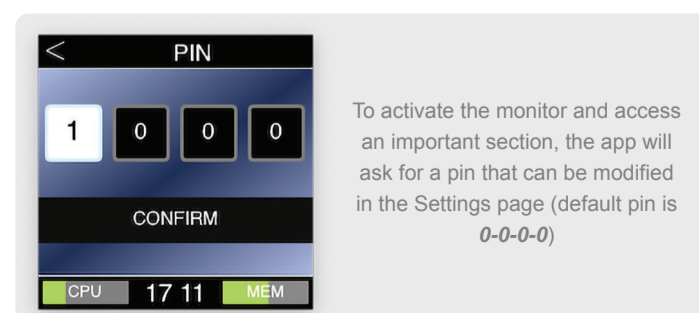 < PIN
1 0 0 0
CONFIRM
CPU 17 11 MEM
To activate the monitor and access
an important section, the app will
ask for a pin that can be modified
in the Settings page (default pin is
0-0-0-0)